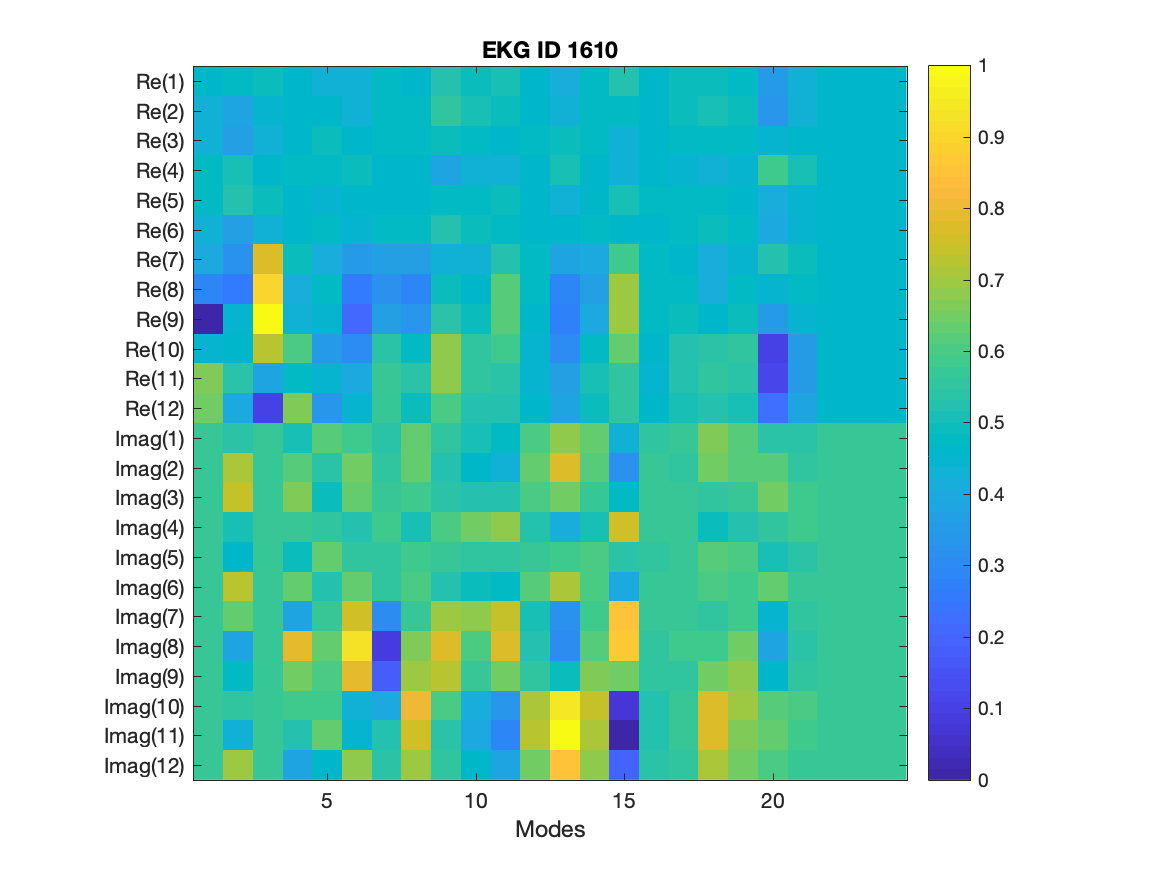 EKG ID 1610
Re(1)
Re(2)
Re(3)
Re(4)
Re(5)
Re(6)
Re(7)
Re(8)
Re(9)
Re(10)
Re(11)
Re(12)
Imag(1)
Imag(2)
Imag(3)
Imag(4)
Imag(5)
Imag(6)
Imag(7)
Imag(8)
Imag(9)
Imag(10)
Imag(11)
Imag(12)
5 10 15 20
Modes
1
0.9
0.8
0.7
0.6
0.5
0.4
0.3
0.2
0.1
0